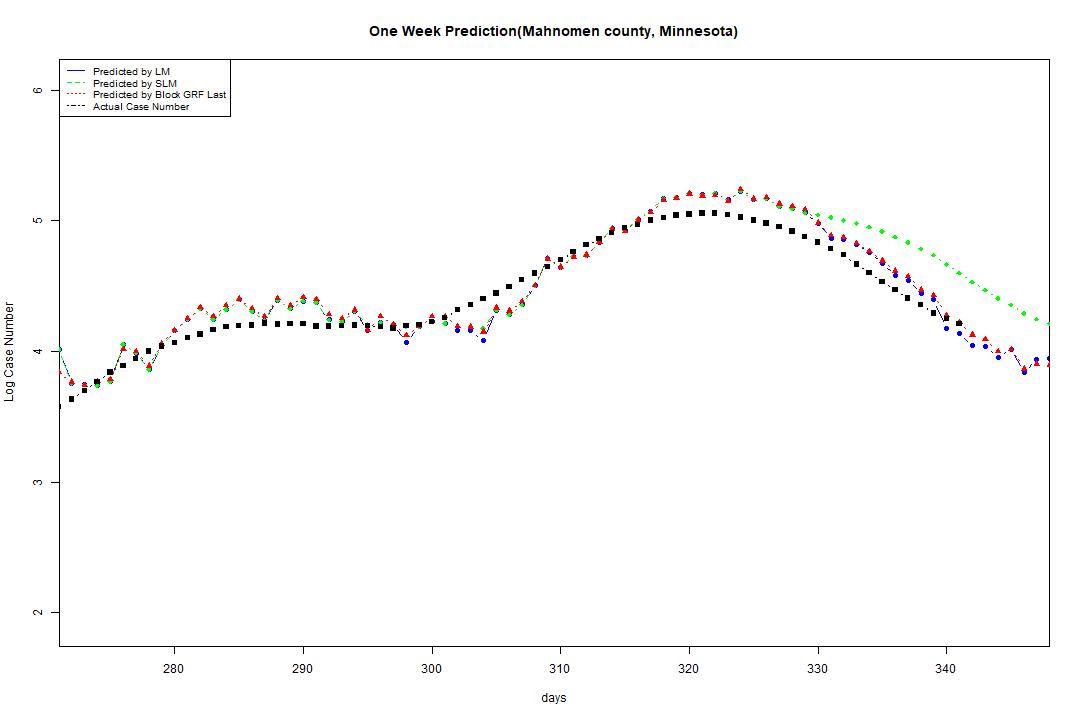 One Week Prediction(Mahnomen county, Minnesota)
Predicted by LM
Predicted by SLM
Predicted by Block GRF Last
Actual Case Number
6
5
4
3
2
Log Case Number
280 290 300 310 320 330 340
days